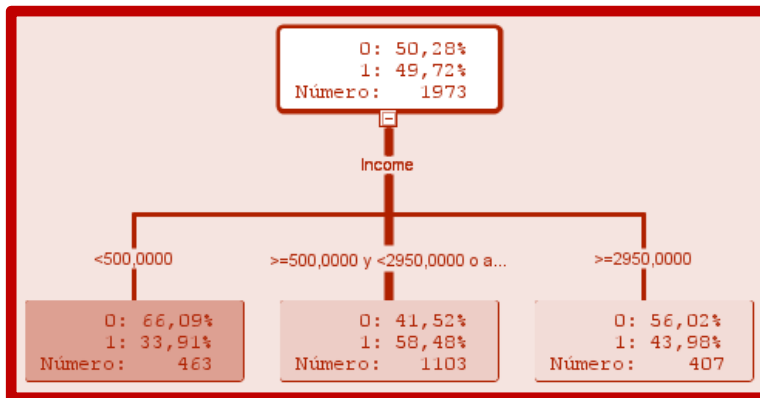 0: 50,28%
1: 49,72%
Número: 1973
Income
<500,0000
>=500,0000 y <2950,0000 o a...
>=2950,0000
0: 66,09%
1: 33,91%
Número: 463
0: 41,52%
1: 58,48%
Número: 1103
0: 56,02%
1: 43,98%
Número: 407